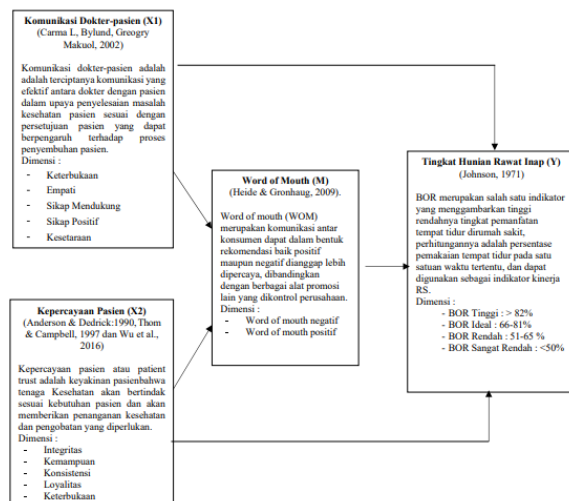 Komunikasi Dokter-pasien (X1)
(Carma L, Bylund, Greogry
Makuol, 2002)
Komunikasi dokter-pasien adalah
adalah terciptanya komunikasi yang
efektif antara dokter dengan pasien
dalam upaya penyelesaian masalah
kesehatan pasien sesuai dengan
persetujuan pasien yang dapat
berpengaruh terhadap proses
penyembuhan pasien.
Dimensi :
- Keterbukaan
- Empati
- Sikap Mendukung
- Sikap Positif
- Kesetaraan
Kepercayaan Pasien (X2)
(Anderson & Dedrick:1990, Thom
& Campbell, 1997 dan Wu et al.,
2016)
Kepercayaan pasien atau patient
trust adalah keyakinan pasienbahwa
tenaga Kesehatan akan bertindak
sesuai kebutuhan pasien dan akan
memberikan penanganan kesehatan
dan pengobatan yang diperlukan.
Dimensi :
- Integritas
- Kemampuan
- Konsistensi
- Loyalitas
- Keterbukaan
Word of Mouth (M)
(Heide & Gronhaug, 2009).
Word of mouth (WOM)
merupakan komunikasi antar
konsumen dapat dalam bentuk
rekomendasi baik positif
maupun negatif dianggap lebih
dipercaya, dibandingkan
dengan berbagai alat promosi
lain yang dikontrol perusahaan.
Dimensi :
- Word of mouth negatif
- Word of mouth positif
Tingkat Hunian Rawat Inap (Y)
(Johnson, 1971)
BOR merupakan salah satu indikator
yang menggambarkan tinggi
rendahnya tingkat pemanfatan
tempat tidur dirumah sakit,
perhitungannya adalah persentase
pemakaian tempat tidur pada satu
satuan waktu tertentu, dan dapat
digunakan sebagai indikator kinerja
RS.
Dimensi :
- BOR Tinggi : > 82%
- BOR Ideal : 66-81%
- BOR Rendah : 51-65 %
- BOR Sangat Rendah : <50%